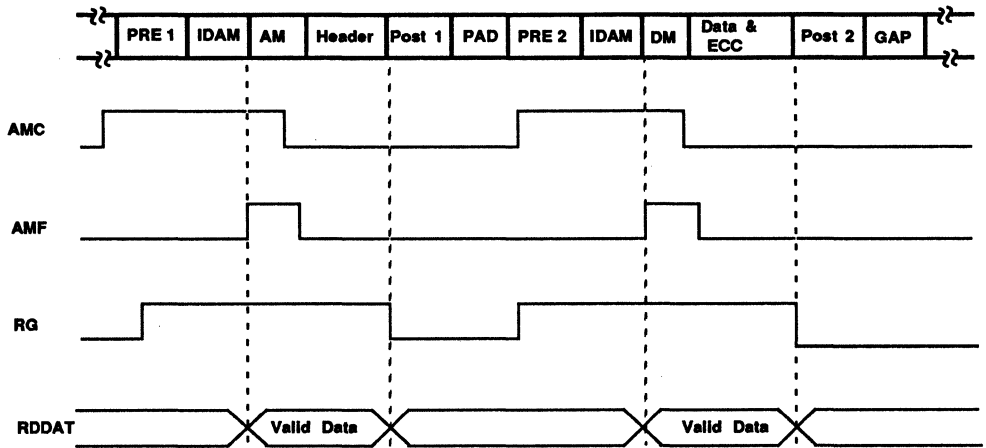 PRE 1 IDAM AM Header Post 1 PAD PRE 2 IDAM DM Data & ECC Post 2 GAP
AMC
AMF
RG
RDDAT Valid Data Valid Data